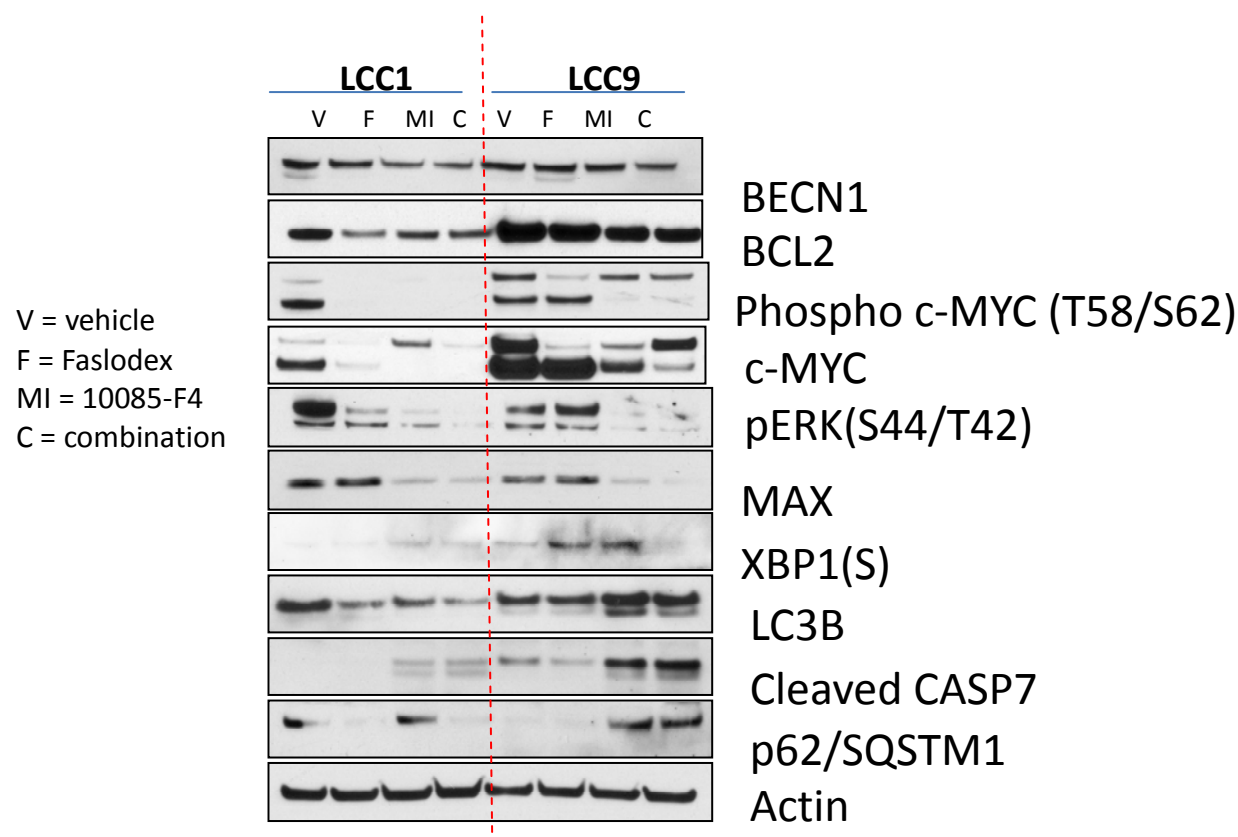 LCC1 LCC9
V F MI C V F MI C
BECN1
BCL2
Phospho c-MYC (T58/S62)
c-MYC
pERK(S44/T42)
MAX
XBP1(S)
LC3B
Cleaved CASP7
p62/SQSTM1
Actin
V = vehicle
F = Faslodex
MI = 10085-F4
C = combination